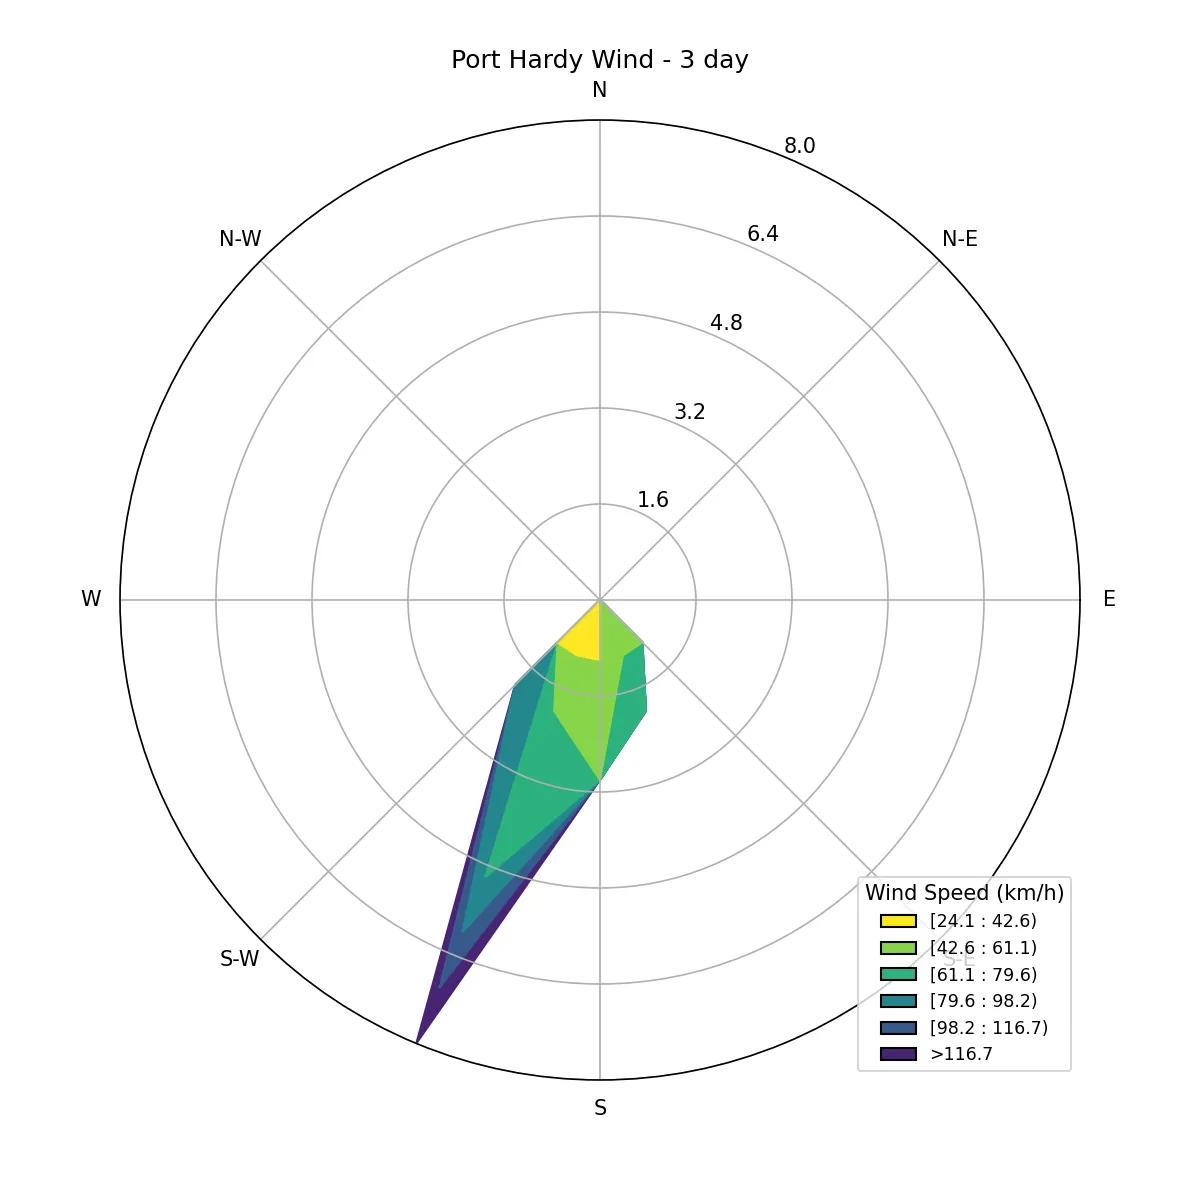 Port Hardy Wind - 3 day
N
8.0
N-W
N-E
6.4
4.8
3.2
1.6
W
E
S-W
S-E
S
Wind Speed (km/h)
[24.1 : 42.6)
[42.6 : 61.1)
[61.1 : 79.6)
[79.6 : 98.2)
[98.2 : 116.7)
>116.7